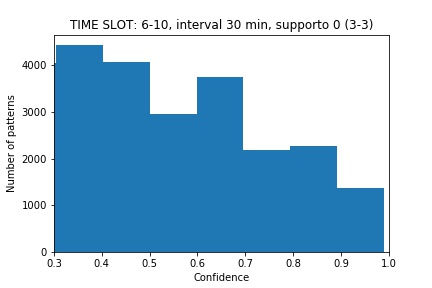 TIME SLOT: 6-10, interval 30 min, supporto 0 (3-3)
Number of patterns
4000
3000
2000
1000
0
0.3 0.4 0.5 0.6 0.7 0.8 0.9 1.0
Confidence